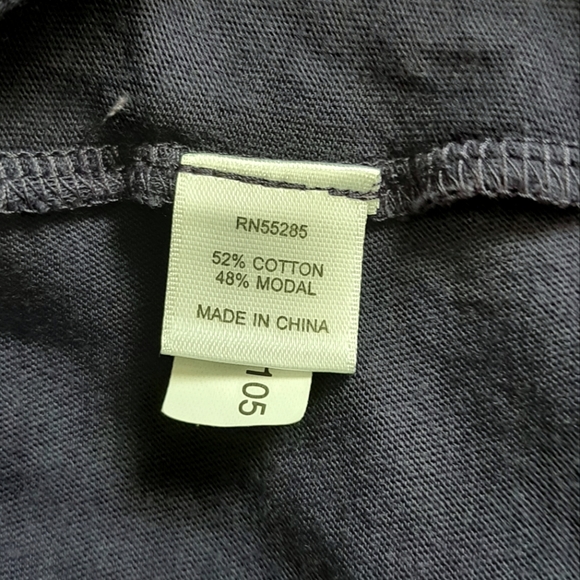 RN55285
52% COTTON
48% MODAL
MADE IN CHINA
105